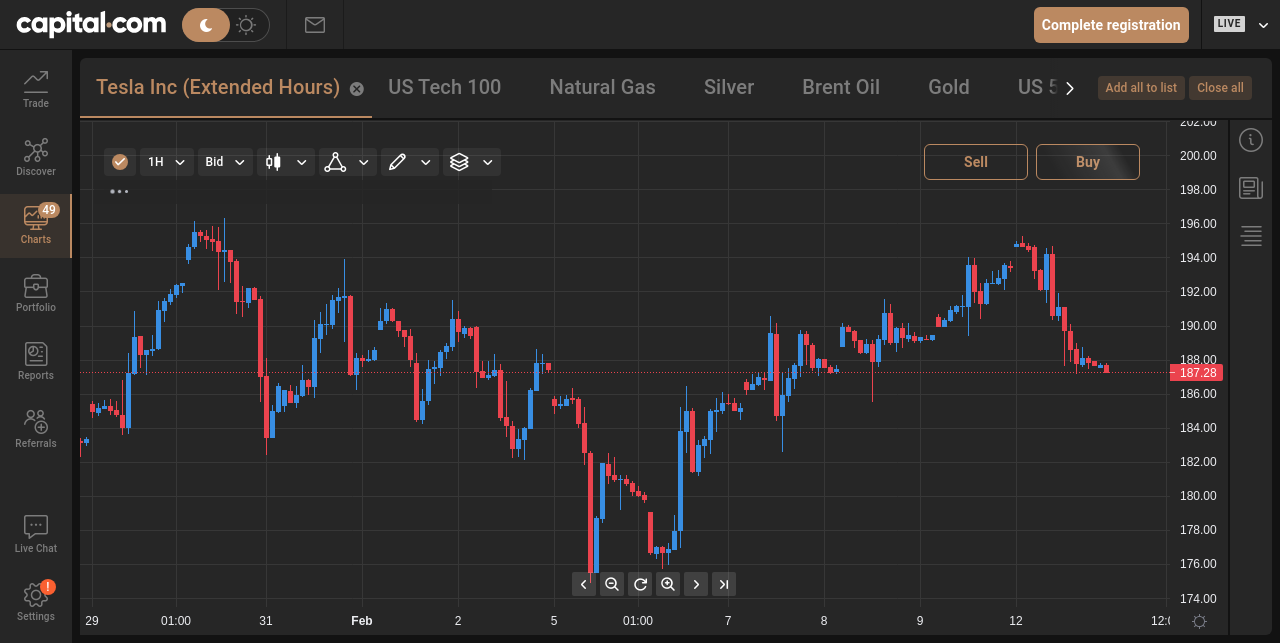 capital.com
Complete registration
LIVE
Trade
Discover
49
Charts
Portfolio
Reports
Referrals
Live Chat
!
Settings
Tesla Inc (Extended Hours)
US Tech 100
Natural Gas
Silver
Brent Oil
Gold
US 5
Add all to list
Close all
1H
Bid
Sell
Buy
202.00
200.00
198.00
196.00
194.00
192.00
190.00
188.00
187.28
186.00
184.00
182.00
180.00
178.00
176.00
174.00
29
01:00
31
Feb
2
5
01:00
7
8
9
12
12:0